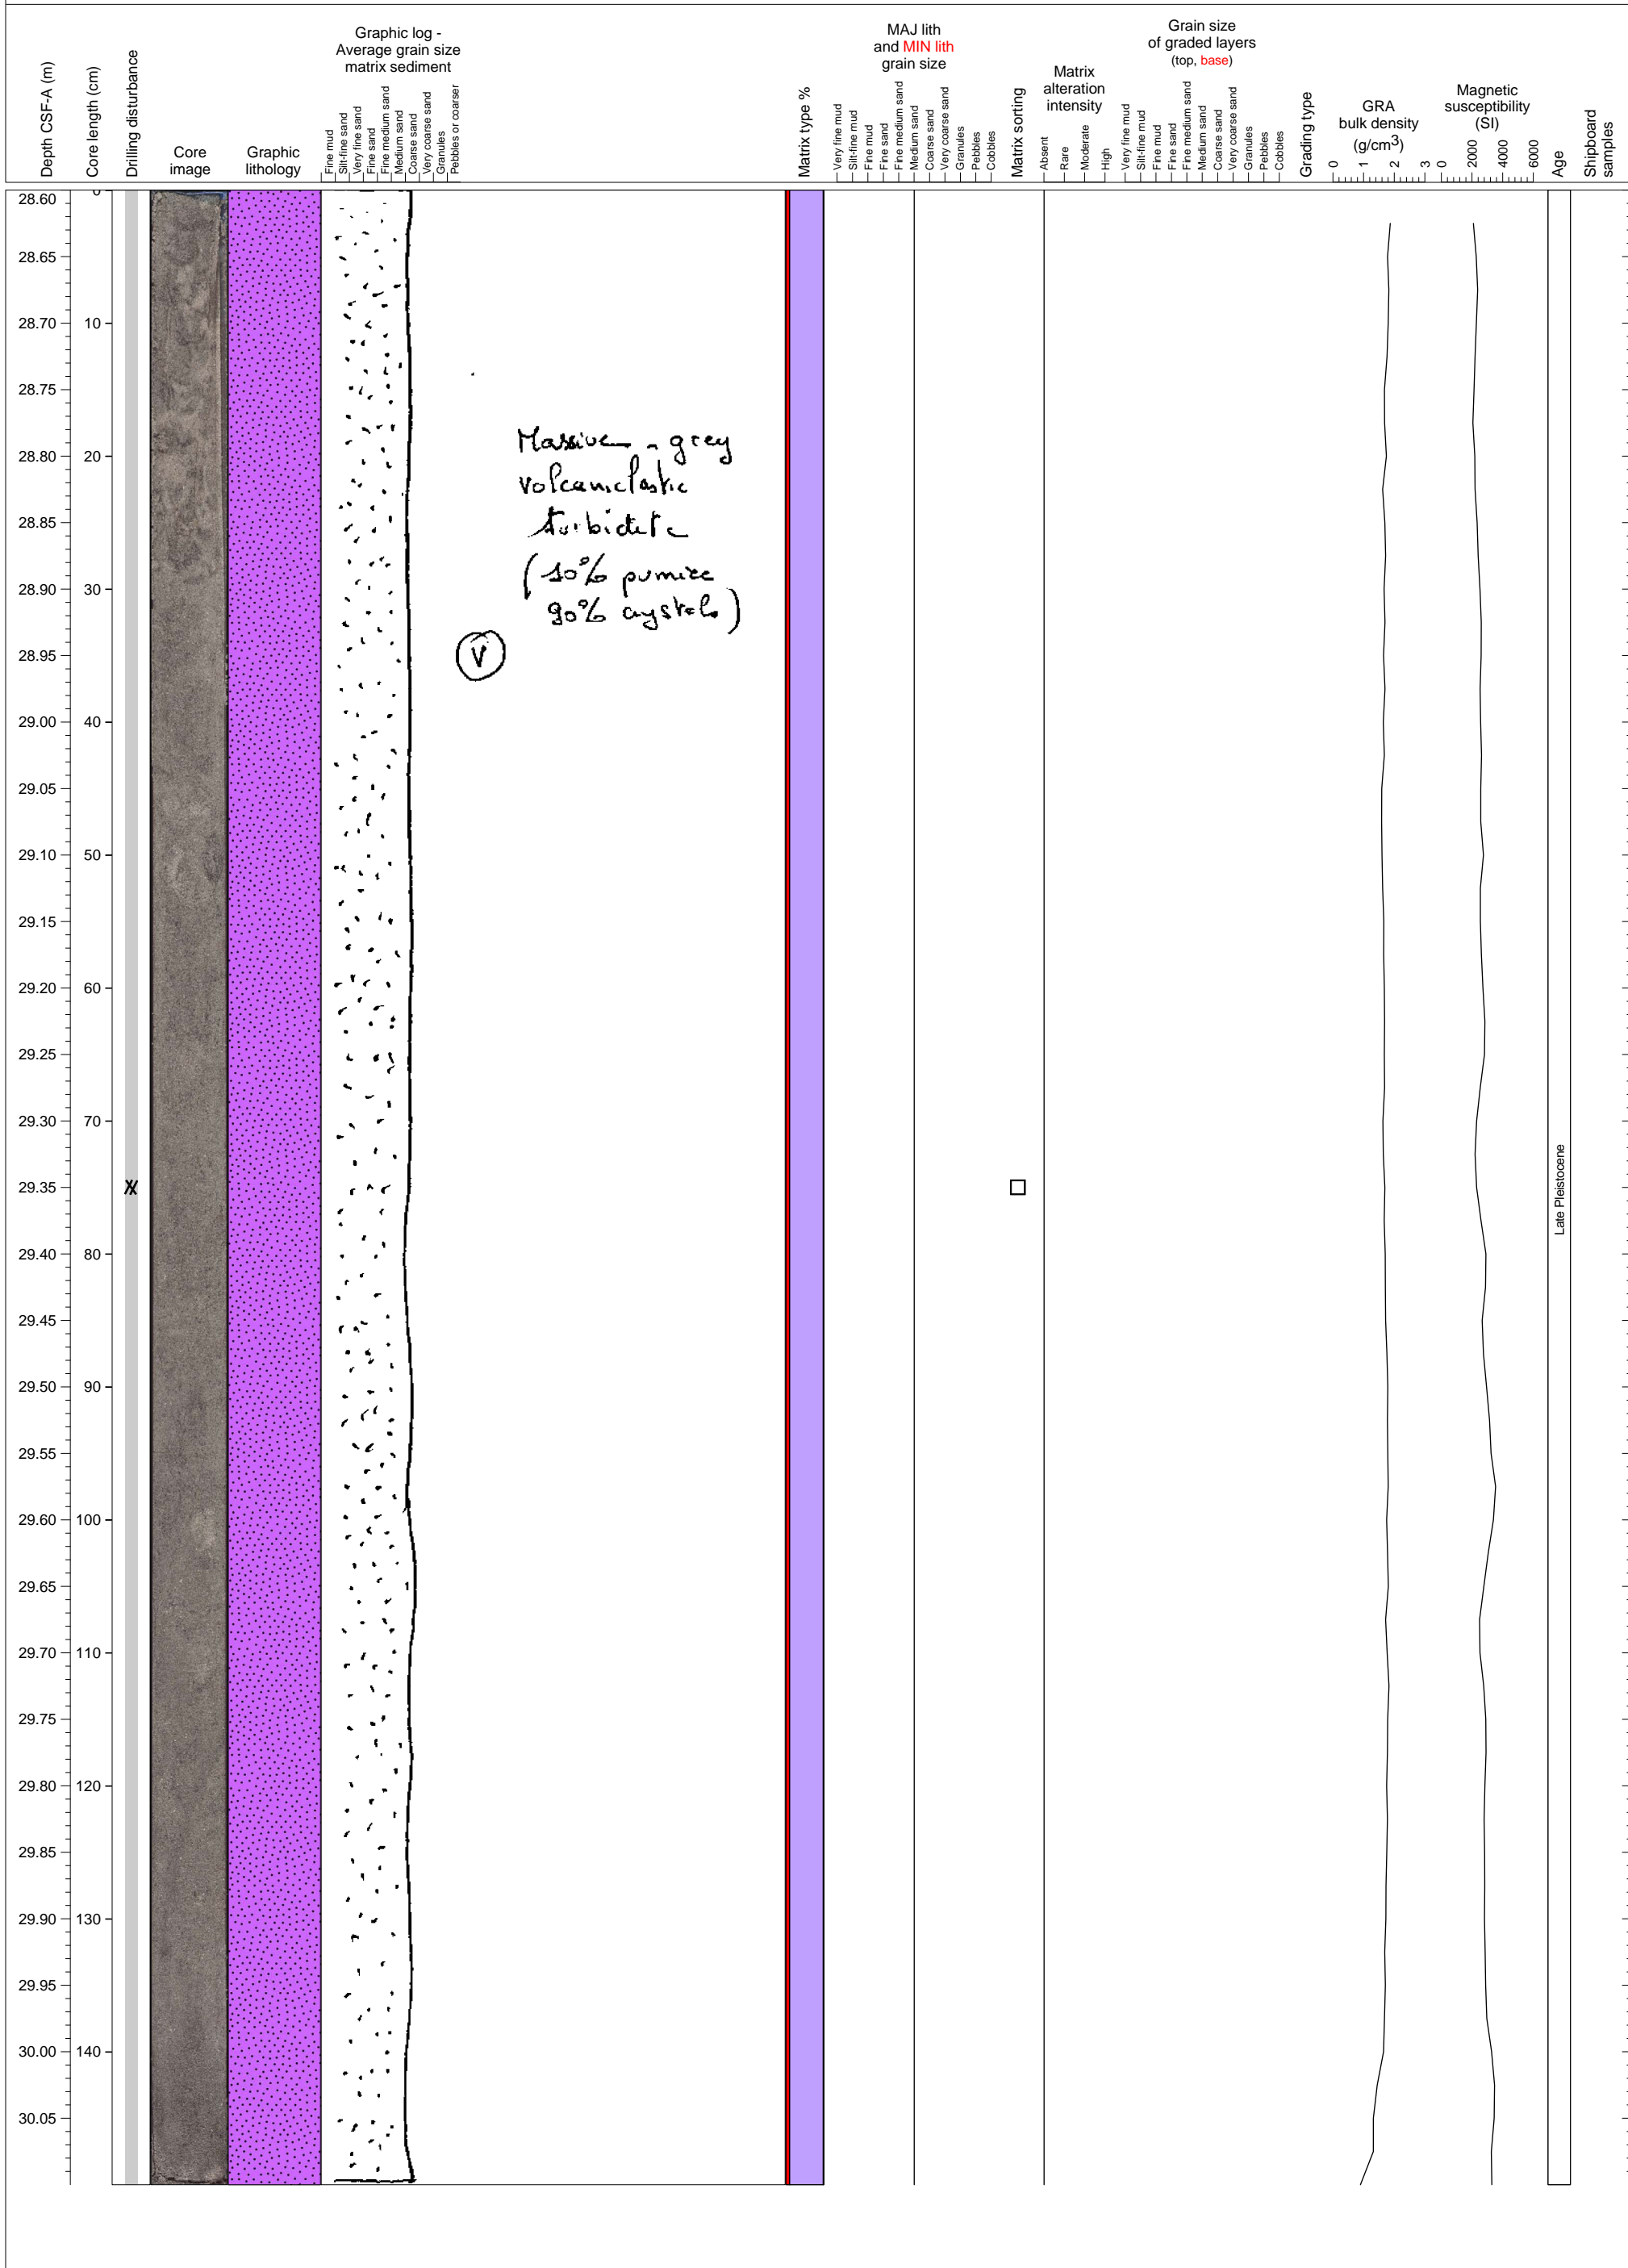 Depth CSF-A (m)
Core length (cm)
Drilling disturbance
Core
image
Graphic
lithology
Graphic log -
Average grain size
matrix sediment
Fine mud
Silt-fine sand
Very fine sand
Fine sand
Fine medium sand
Medium sand
Coarse sand
Very coarse sand
Granules
Pebbles or coarser
Matrix type %
MAJ lith
and MIN lith
grain size
Very fine mud
Silt-fine mud
Fine mud
Fine sand
Fine medium sand
Medium sand
Coarse sand
Very coarse sand
Granules
Pebbles
Cobbles
Matrix sorting
Matrix
alteration
intensity
Absent
Rare
Moderate
High
Grain size
of graded layers
(top, base)
Very fine mud
Silt-fine mud
Fine mud
Fine sand
Fine medium sand
Medium sand
Coarse sand
Very coarse sand
Granules
Pebbles
Cobbles
Grading type
GRA
bulk density
(g/cm3)
0 1 2 3
Magnetic
susceptibility
(SI)
0 2000 4000 6000
Age
Shipboard
samples
28.60 0
28.65
28.70 10
28.75
28.80 20
28.85
28.90 30
28.95
29.00 40
29.05
29.10 50
29.15
29.20 60
29.25
29.30 70
29.35
29.40 80
29.45
29.50 90
29.55
29.60 100
29.65
29.70 110
29.75
29.80 120
29.85
29.90 130
29.95
30.00 140
30.05
Massive - grey
volcaniclastic
turbidite
(10% pumice
90% crystals)
V
Late Pleistocene